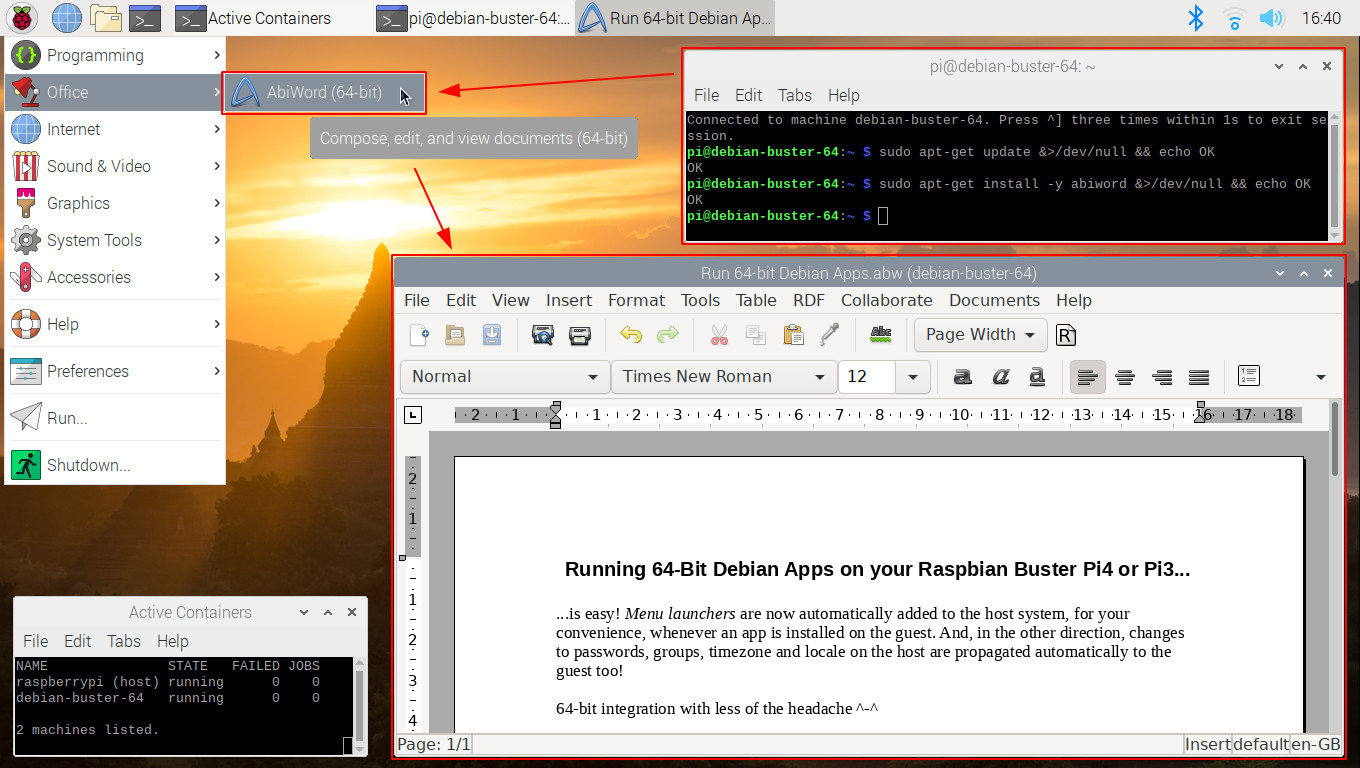 Active Containers
pi@debian-buster-64:...
Run 64-bit Debian Ap...
16:40
Programming
Office
Internet
Sound & Video
Graphics
System Tools
Accessories
Help
Preferences
Run...
Shutdown...
AbiWord (64-bit)
Compose, edit, and view documents (64-bit)
pi@debian-buster-64: ~
File Edit Tabs Help
Connected to machine debian-buster-64. Press ^] three times within 1s to exit se
ssion.
pi@debian-buster-64:~ $ sudo apt-get update &>/dev/null && echo OK
OK
pi@debian-buster-64:~ $ sudo apt-get install -y abiword &>/dev/null && echo OK
OK
pi@debian-buster-64:~ $
Run 64-bit Debian Apps.abw (debian-buster-64)
File Edit View Insert Format Tools Table RDF Collaborate Documents Help
Abc
Page Width
R
Normal
Times New Roman
12
a a a
2 1 1 2 3 4 5 6 7 8 9 10 11 12 13 14 15 16 17 18
2
1
1
2
3
4
Running 64-Bit Debian Apps on your Raspbian Buster Pi4 or Pi3...
...is easy! Menu launchers are now automatically added to the host system, for your
convenience, whenever an app is installed on the guest. And, in the other direction, changes
to passwords, groups, timezone and locale on the host are propagated automatically to the
guest too!
64-bit integration with less of the headache ^-^
Page: 1/1
Insert default en-GB
Active Containers
File Edit Tabs Help
NAME STATE FAILED JOBS
raspberrypi (host) running 0 0
debian-buster-64 running 0 0
2 machines listed.